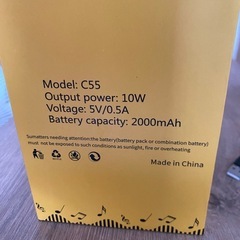 Model: C55
Output power: 10W
Voltage: 5V/0.5A
Battery capacity: 2000mAh
Sumatters needing attention:the battery(battery pack or combination battery)
must not be exposed to such conditions as sunlight, fire or overheating
Made in China